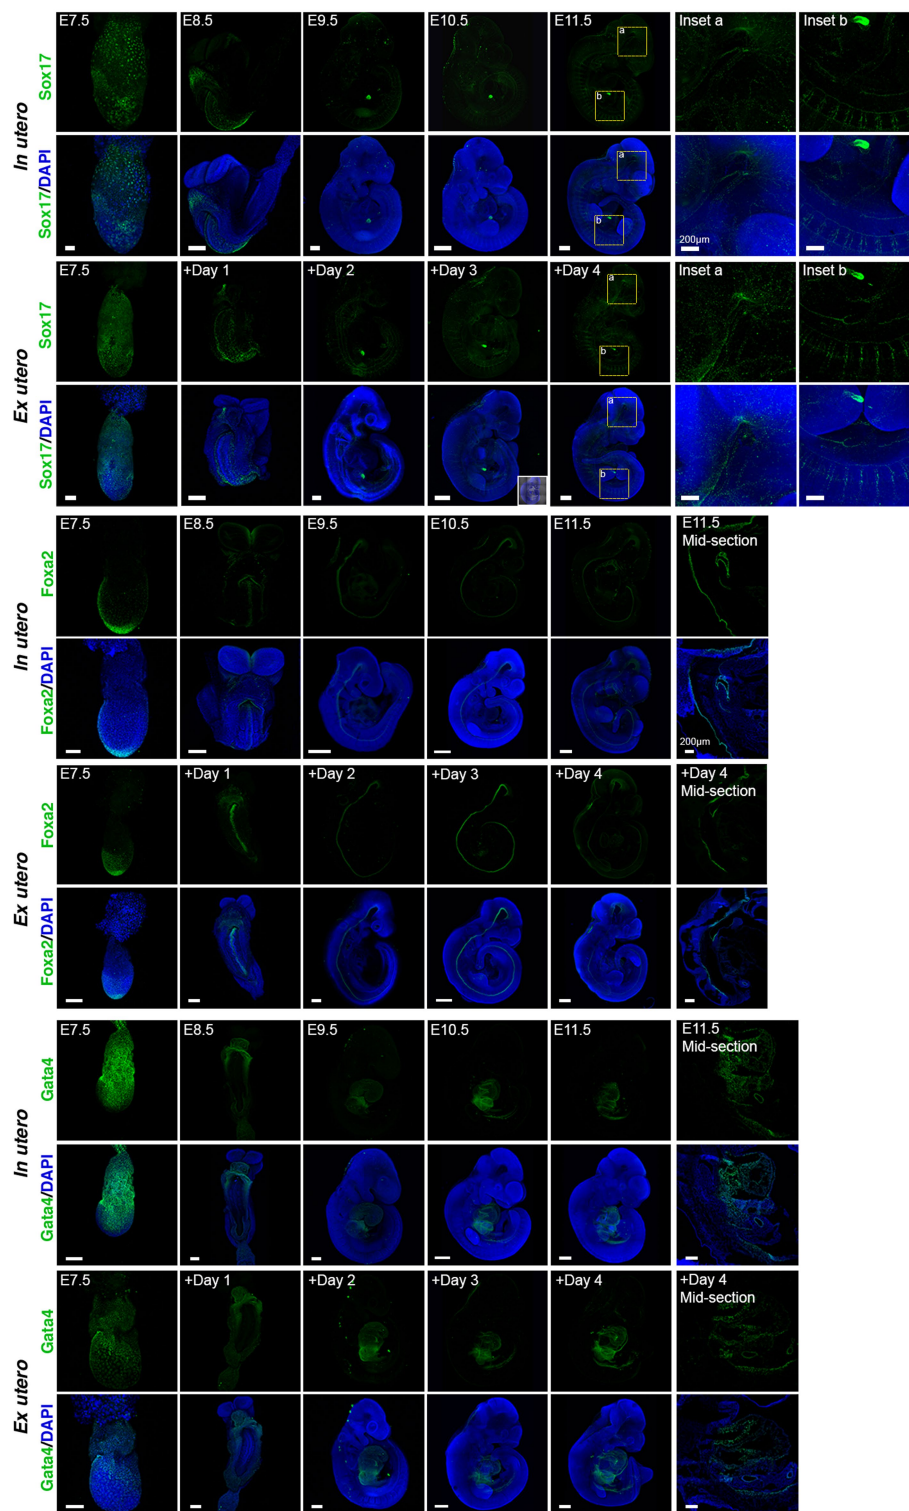 In utero
Sox17
E7.5
E8.5
E9.5
E10.5
E11.5
a
b
Inset a
Inset b
Sox17/DAPI
a
b
200µm
Ex utero
Sox17
E7.5
+Day 1
+Day 2
+Day 3
+Day 4
a
b
Inset a
Inset b
Sox17/DAPI
a
b
In utero
Foxa2
E7.5
E8.5
E9.5
E10.5
E11.5
E11.5
Mid-section
Foxa2/DAPI
200µm
Ex utero
Foxa2
E7.5
+Day 1
+Day 2
+Day 3
+Day 4
+Day 4
Mid-section
Foxa2/DAPI
In utero
Gata4
E7.5
E8.5
E9.5
E10.5
E11.5
E11.5
Mid-section
Gata4/DAPI
Ex utero
Gata4
E7.5
+Day 1
+Day 2
+Day 3
+Day 4
+Day 4
Mid-section
Gata4/DAPI